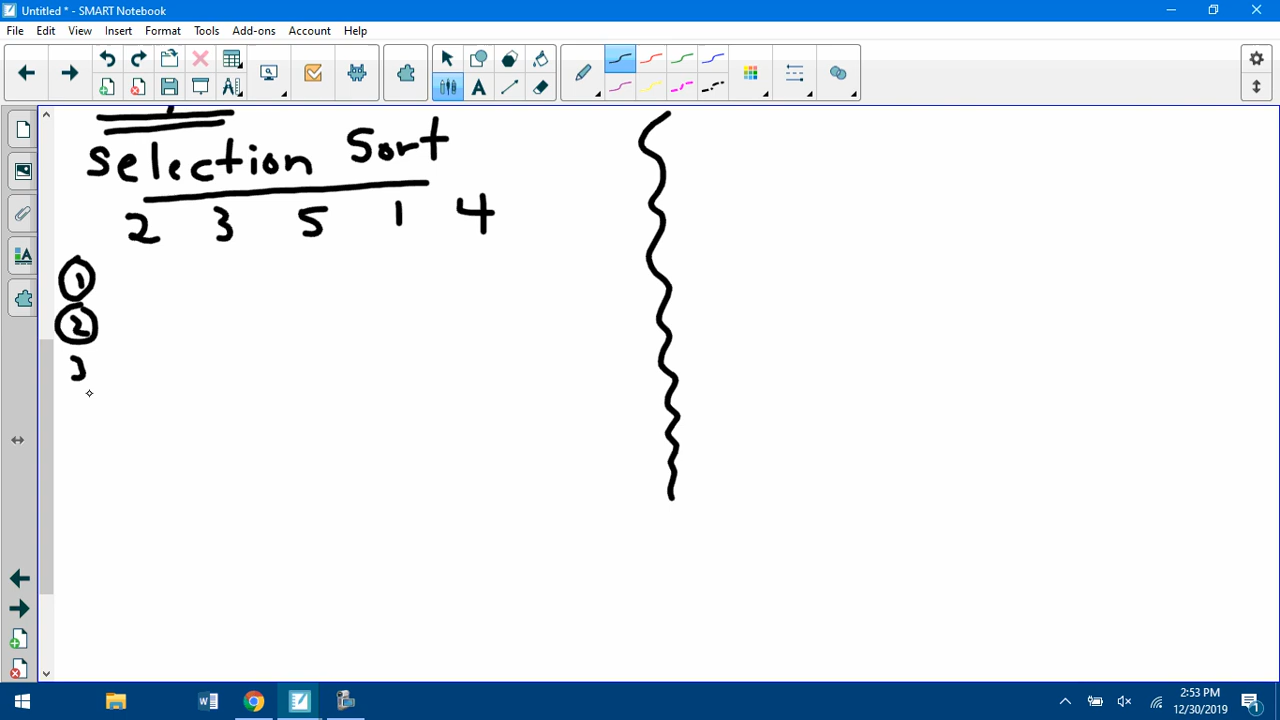 Untitled * - SMART Notebook
File Edit View Insert Format Tools Add-ons Account Help
Selection Sort
2 3 5 1 4
1
2
3
2:53 PM
12/30/2019